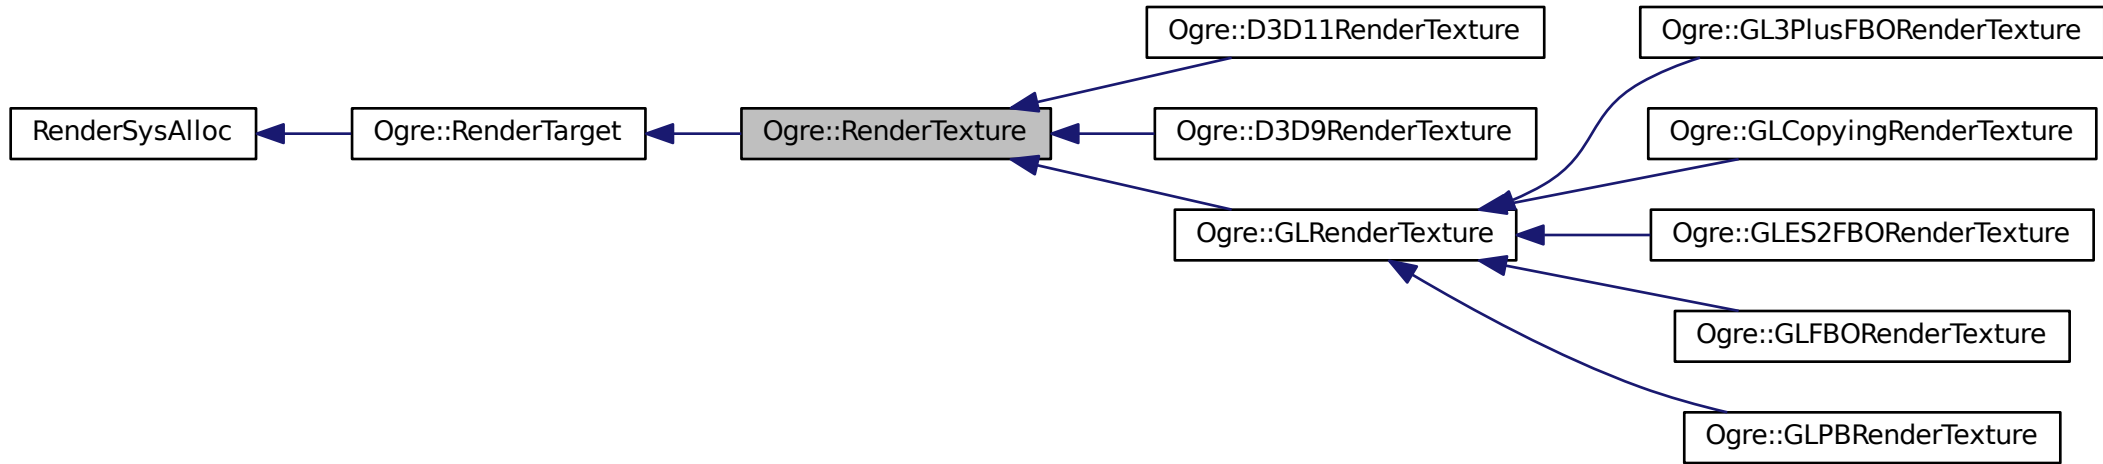 RenderSysAlloc
Ogre::RenderTarget
Ogre::RenderTexture
Ogre::D3D11RenderTexture
Ogre::D3D9RenderTexture
Ogre::GLRenderTexture
Ogre::GL3PlusFBORenderTexture
Ogre::GLCopyingRenderTexture
Ogre::GLES2FBORenderTexture
Ogre::GLFBORenderTexture
Ogre::GLPBRenderTexture